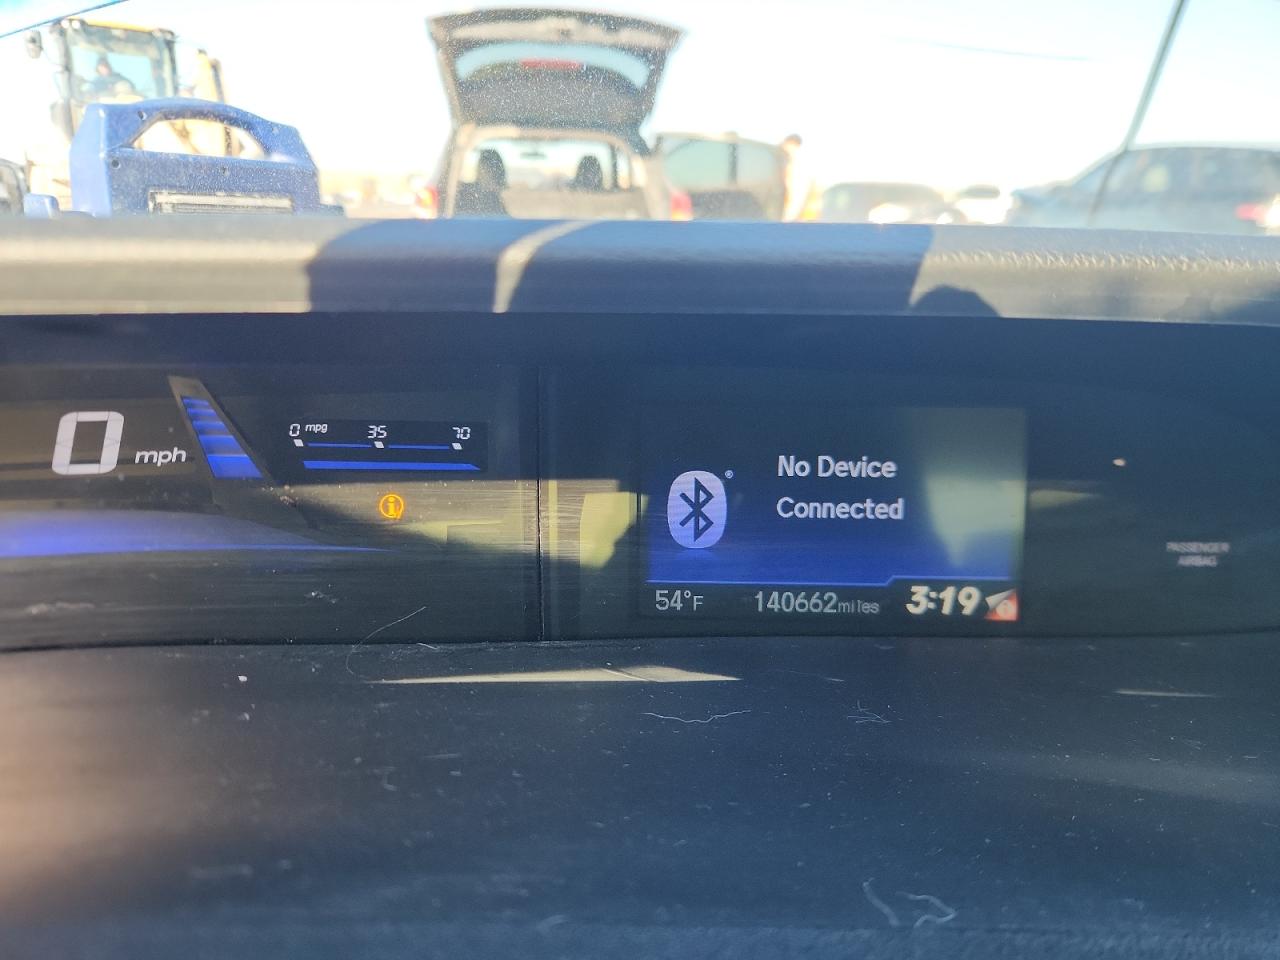 0 mph
0 mpg 35 70
No Device
Connected
54°F 140662 miles 3:19
PASSENGER
AIRBAG